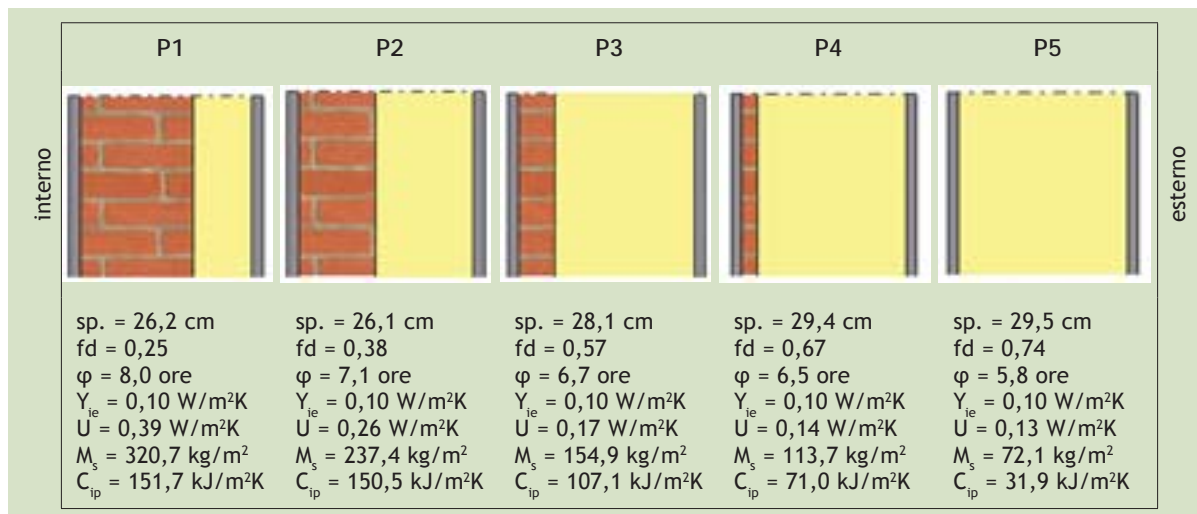 P1 P2 P3 P4 P5
interno
esterno
sp. = 26,2 cm
fd = 0,25
φ = 8,0 ore
Yie = 0,10 W/m²K
U = 0,39 W/m²K
Ms = 320,7 kg/m²
Cip = 151,7 kJ/m²K
sp. = 26,1 cm
fd = 0,38
φ = 7,1 ore
Yie = 0,10 W/m²K
U = 0,26 W/m²K
Ms = 237,4 kg/m²
Cip = 150,5 kJ/m²K
sp. = 28,1 cm
fd = 0,57
φ = 6,7 ore
Yie = 0,10 W/m²K
U = 0,17 W/m²K
Ms = 154,9 kg/m²
Cip = 107,1 kJ/m²K
sp. = 29,4 cm
fd = 0,67
φ = 6,5 ore
Yie = 0,10 W/m²K
U = 0,14 W/m²K
Ms = 113,7 kg/m²
Cip = 71,0 kJ/m²K
sp. = 29,5 cm
fd = 0,74
φ = 5,8 ore
Yie = 0,10 W/m²K
U = 0,13 W/m²K
Ms = 72,1 kg/m²
Cip = 31,9 kJ/m²K